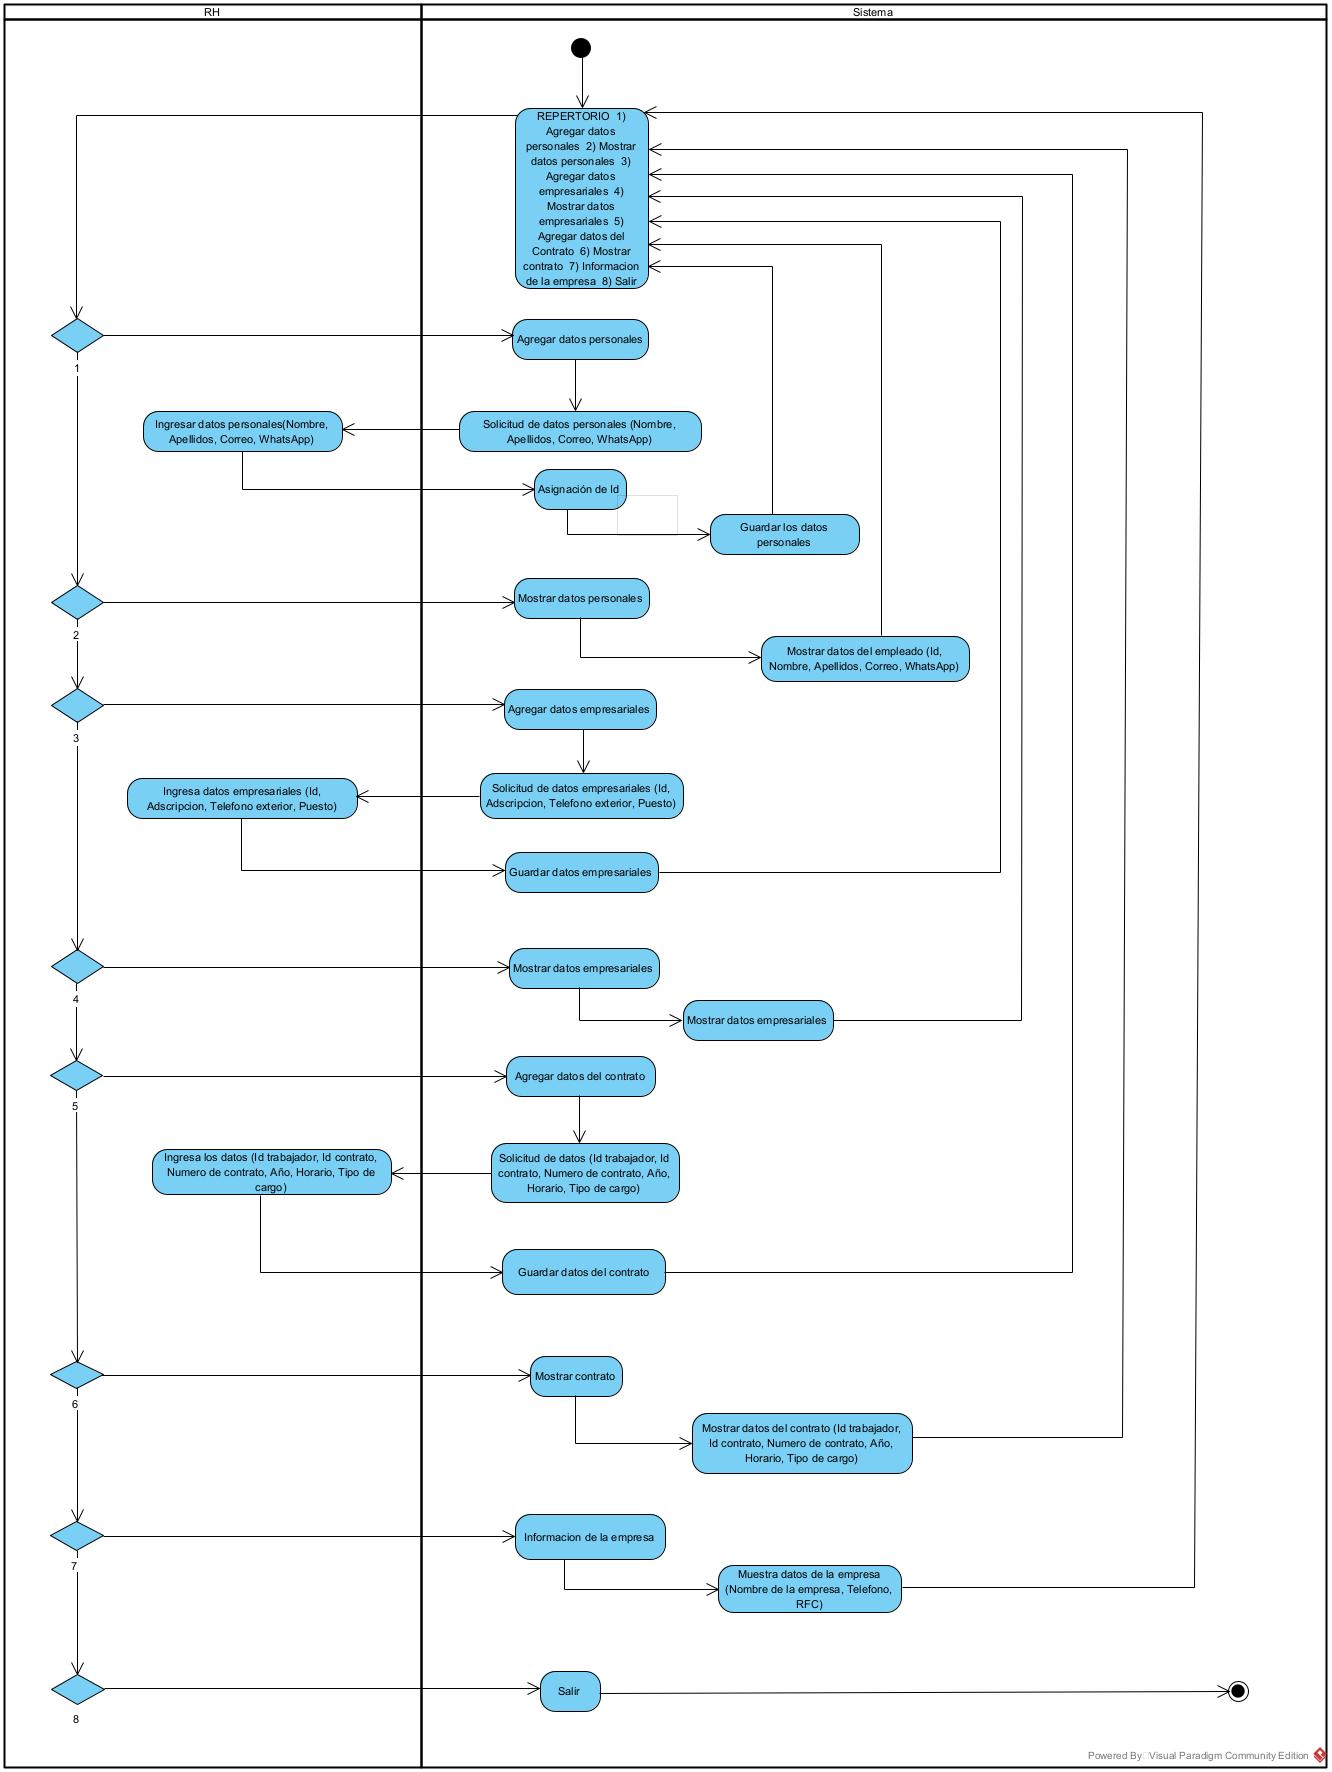 RH
Sistema
REPERTORIO 1)
Agregar datos
personales 2) Mostrar
datos personales 3)
Agregar datos
empresariales 4)
Mostrar datos
empresariales 5)
Agregar datos del
Contrato 6) Mostrar
contrato 7) Informacion
de la empresa 8) Salir
Agregar datos personales
1
Ingresar datos personales(Nombre,
Apellidos, Correo, WhatsApp)
Solicitud de datos personales (Nombre,
Apellidos, Correo, WhatsApp)
Asignación de Id
Guardar los datos
personales
Mostrar datos personales
2
Mostrar datos del empleado (Id,
Nombre, Apellidos, Correo, WhatsApp)
Agregar datos empresariales
3
Ingresa datos empresariales (Id,
Adscripcion, Telefono exterior, Puesto)
Solicitud de datos empresariales (Id,
Adscripcion, Telefono exterior, Puesto)
Guardar datos empresariales
Mostrar datos empresariales
4
Mostrar datos empresariales
Agregar datos del contrato
5
Ingresa los datos (Id trabajador, Id contrato,
Numero de contrato, Año, Horario, Tipo de
cargo)
Solicitud de datos (Id trabajador, Id
contrato, Numero de contrato, Año,
Horario, Tipo de cargo)
Guardar datos del contrato
Mostrar contrato
6
Mostrar datos del contrato (Id trabajador,
Id contrato, Numero de contrato, Año,
Horario, Tipo de cargo)
Informacion de la empresa
7
Muestra datos de la empresa
(Nombre de la empresa, Telefono,
RFC)
Salir
8
Powered By Visual Paradigm Community Edition